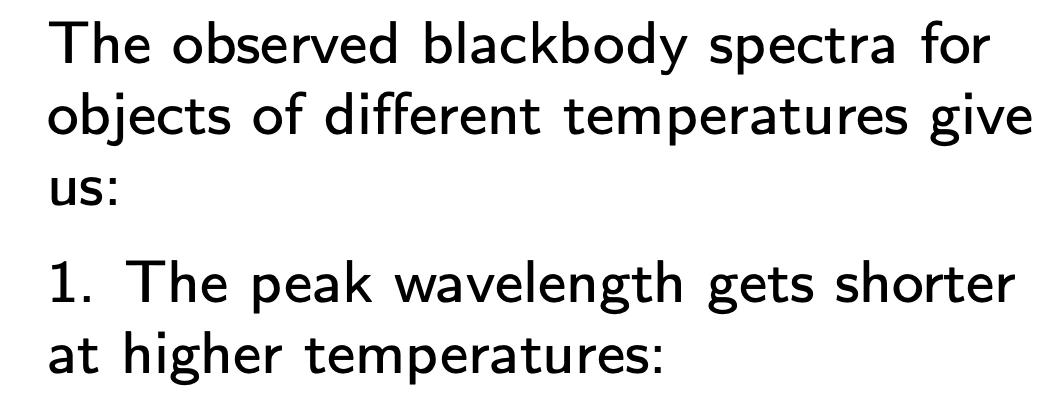 The observed blackbody spectra for
objects of different temperatures give
us:
1. The peak wavelength gets shorter
at higher temperatures: